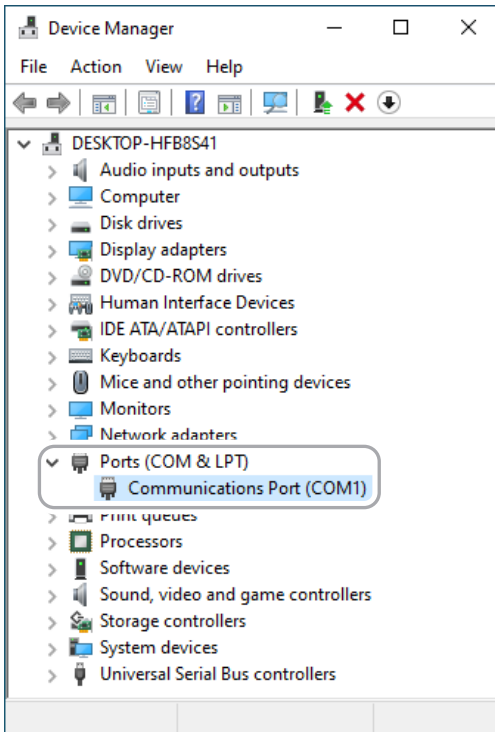 Device Manager
File Action View Help
DESKTOP-HFB8S41
Audio inputs and outputs
Computer
Disk drives
Display adapters
DVD/CD-ROM drives
Human Interface Devices
IDE ATA/ATAPI controllers
Keyboards
Mice and other pointing devices
Monitors
Network adapters
Ports (COM & LPT)
Communications Port (COM1)
Print queues
Processors
Software devices
Sound, video and game controllers
Storage controllers
System devices
Universal Serial Bus controllers